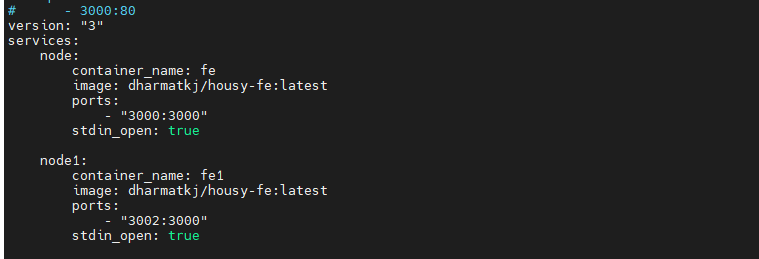 #      - 3000:80
version: "3"
services:
    node:
        container_name: fe
        image: dharmatkj/housy-fe:latest
        ports:
            - "3000:3000"
        stdin_open: true

    node1:
        container_name: fe1
        image: dharmatkj/housy-fe:latest
        ports:
            - "3002:3000"
        stdin_open: true